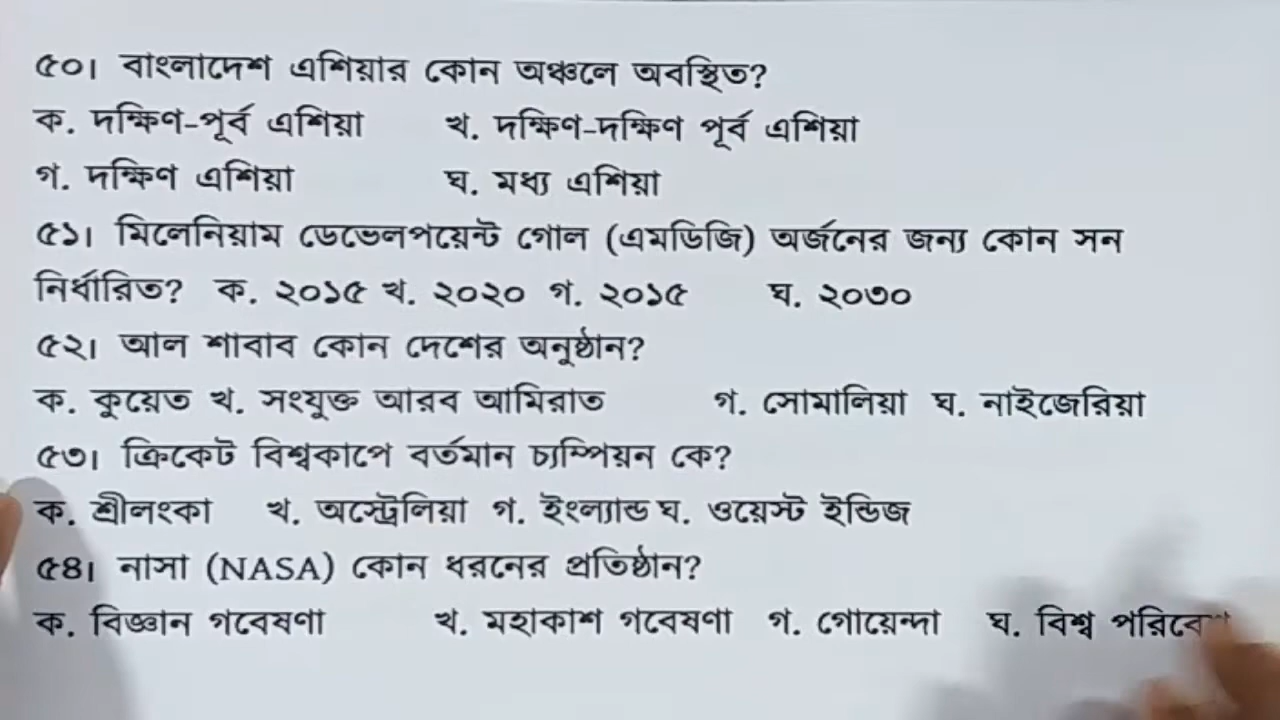 ৫০। বাংলাদেশ এশিয়ার কোন অঞ্চলে অবস্থিত?
ক. দক্ষিণ-পূর্ব এশিয়া খ. দক্ষিণ-দক্ষিণ পূর্ব এশিয়া
গ. দক্ষিণ এশিয়া ঘ. মধ্য এশিয়া
৫১। মিলেনিয়াম ডেভেলপয়েন্ট গোল (এমডিজি) অর্জনের জন্য কোন সন
নির্ধারিত? ক. ২০১৫ খ. ২০২০ গ. ২০১৫ ঘ. ২০৩০
৫২। আল শাবাব কোন দেশের অনুষ্ঠান?
ক. কুয়েত খ. সংযুক্ত আরব আমিরাত গ. সোমালিয়া ঘ. নাইজেরিয়া
৫৩। ক্রিকেট বিশ্বকাপে বর্তমান চ্যম্পিয়ন কে?
ক. শ্রীলংকা খ. অস্ট্রেলিয়া গ. ইংল্যান্ড ঘ. ওয়েস্ট ইন্ডিজ
৫৪। নাসা (NASA) কোন ধরনের প্রতিষ্ঠান?
ক. বিজ্ঞান গবেষণা খ. মহাকাশ গবেষণা গ. গোয়েন্দা ঘ. বিশ্ব